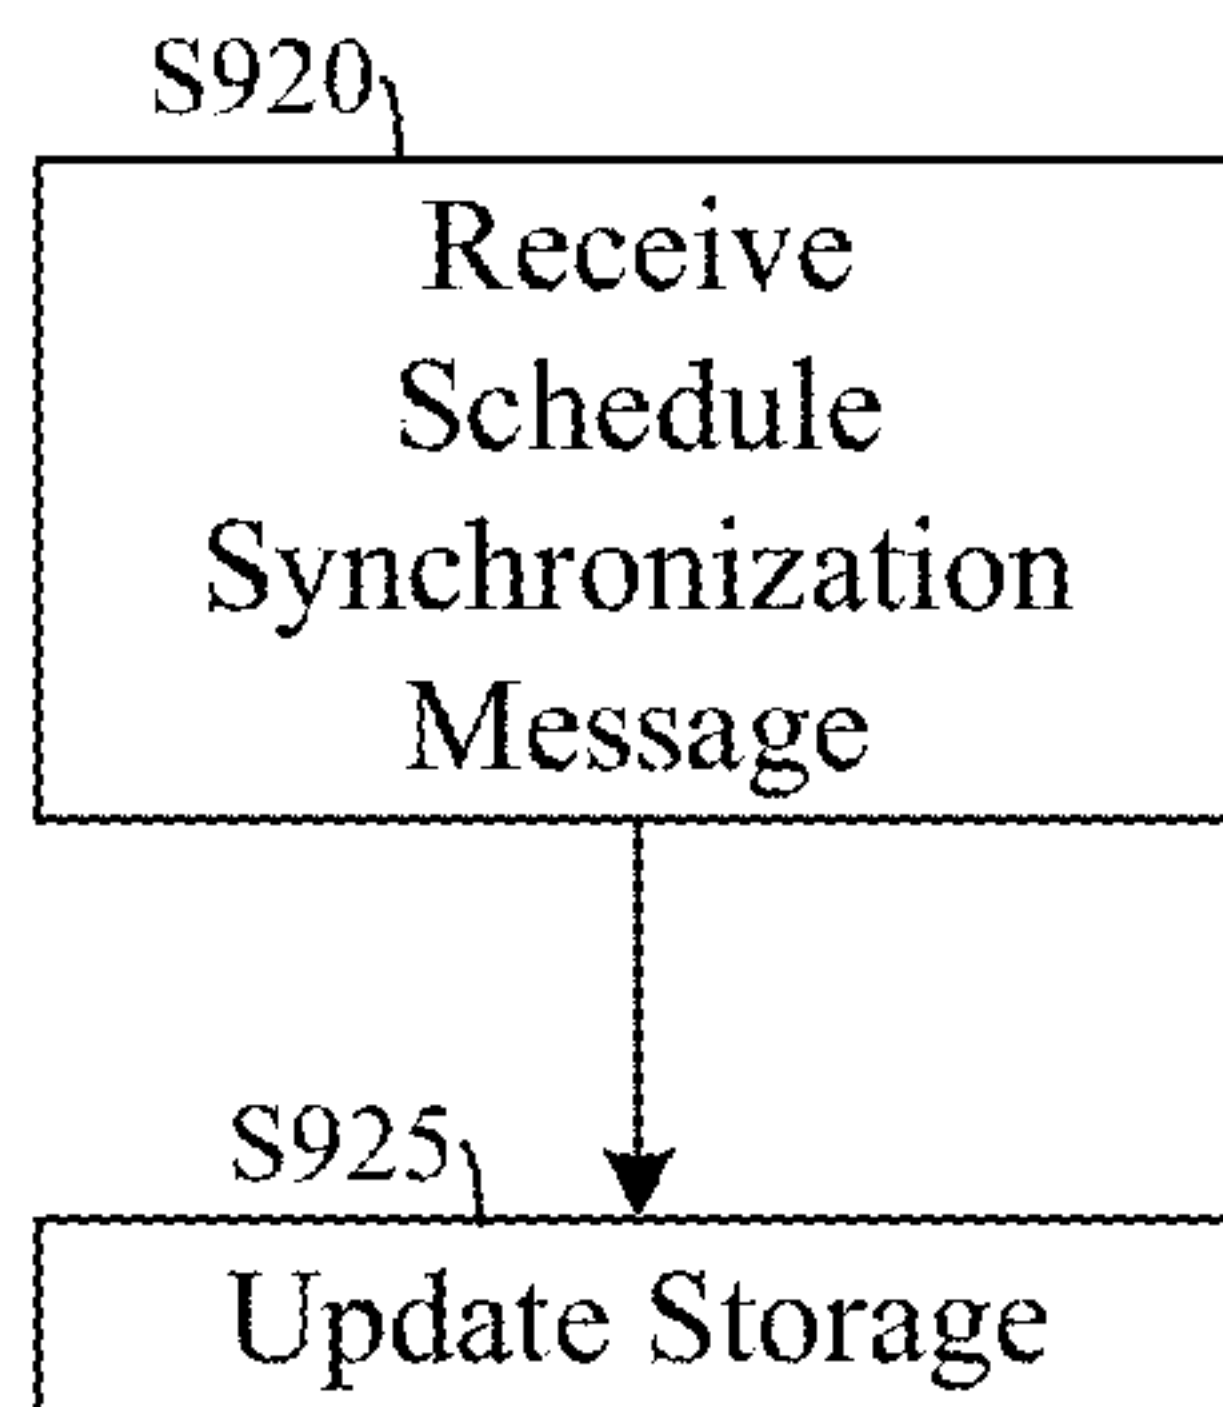 S920
Receive
Schedule
Synchronization
Message
S925
Update Storage